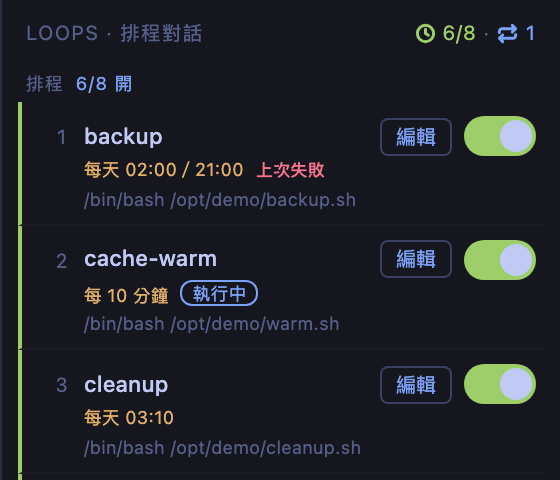 LOOPS · 排程對話 6/8 · 1
排程 6/8 開
1 backup 編輯
每天 02:00 / 21:00 上次失敗
/bin/bash /opt/demo/backup.sh
2 cache-warm 編輯
每 10 分鐘 執行中
/bin/bash /opt/demo/warm.sh
3 cleanup 編輯
每天 03:10
/bin/bash /opt/demo/cleanup.sh